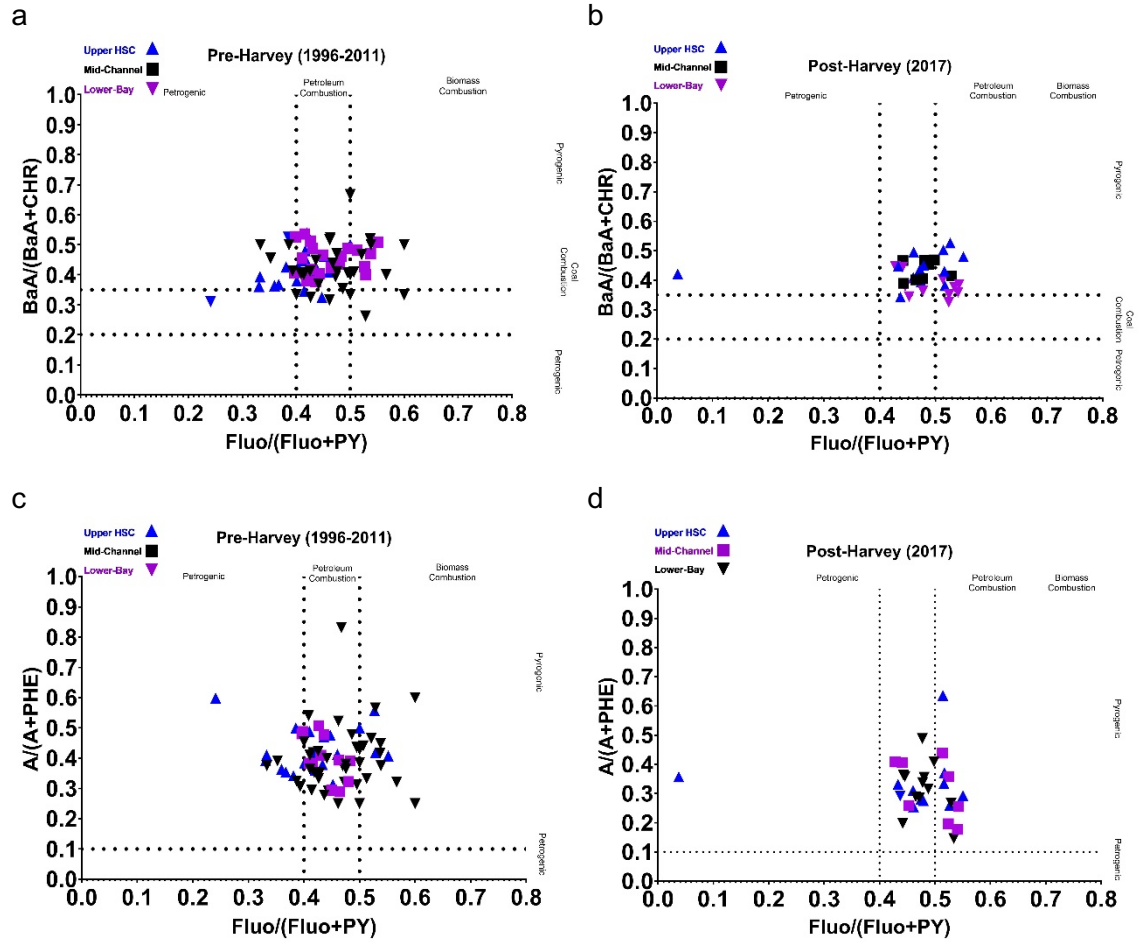 a
Upper HSC
Mid-Channel
Lower-Bay
Pre-Harvey (1996-2011)
Petrogenic
Petroleum
Combustion
Biomass
Combustion
1.0
0.9
0.8
0.7
0.6
0.5
0.4
0.3
0.2
0.1
0.0
BaA/(BaA+CHR)
Pyrogenic
Coal
Combustion
Petrogenic
0.0 0.1 0.2 0.3 0.4 0.5 0.6 0.7 0.8
Fluo/(Fluo+PY)
b
Upper HSC
Mid-Channel
Lower-Bay
Post-Harvey (2017)
Petrogenic
Petroleum
Combustion
Biomass
Combustion
1.0
0.9
0.8
0.7
0.6
0.5
0.4
0.3
0.2
0.1
0.0
BaA/(BaA+CHR)
Pyrogenic
Coal
Combustion
Petrogenic
0.0 0.1 0.2 0.3 0.4 0.5 0.6 0.7 0.8
Fluo/(Fluo+PY)
c
Upper HSC
Mid-Channel
Lower-Bay
Pre-Harvey (1996-2011)
Petrogenic
Petroleum
Combustion
Biomass
Combustion
1.0
0.9
0.8
0.7
0.6
0.5
0.4
0.3
0.2
0.1
0.0
A/(A+PHE)
Pyrogenic
Petrogenic
0.0 0.1 0.2 0.3 0.4 0.5 0.6 0.7 0.8
Fluo/(Fluo+PY)
d
Upper HSC
Mid-Channel
Lower-Bay
Post-Harvey (2017)
Petrogenic
Petroleum
Combustion
Biomass
Combustion
1.0
0.9
0.8
0.7
0.6
0.5
0.4
0.3
0.2
0.1
0.0
A/(A+PHE)
Pyrogenic
Petrogenic
0.0 0.1 0.2 0.3 0.4 0.5 0.6 0.7 0.8
Fluo/(Fluo+PY)